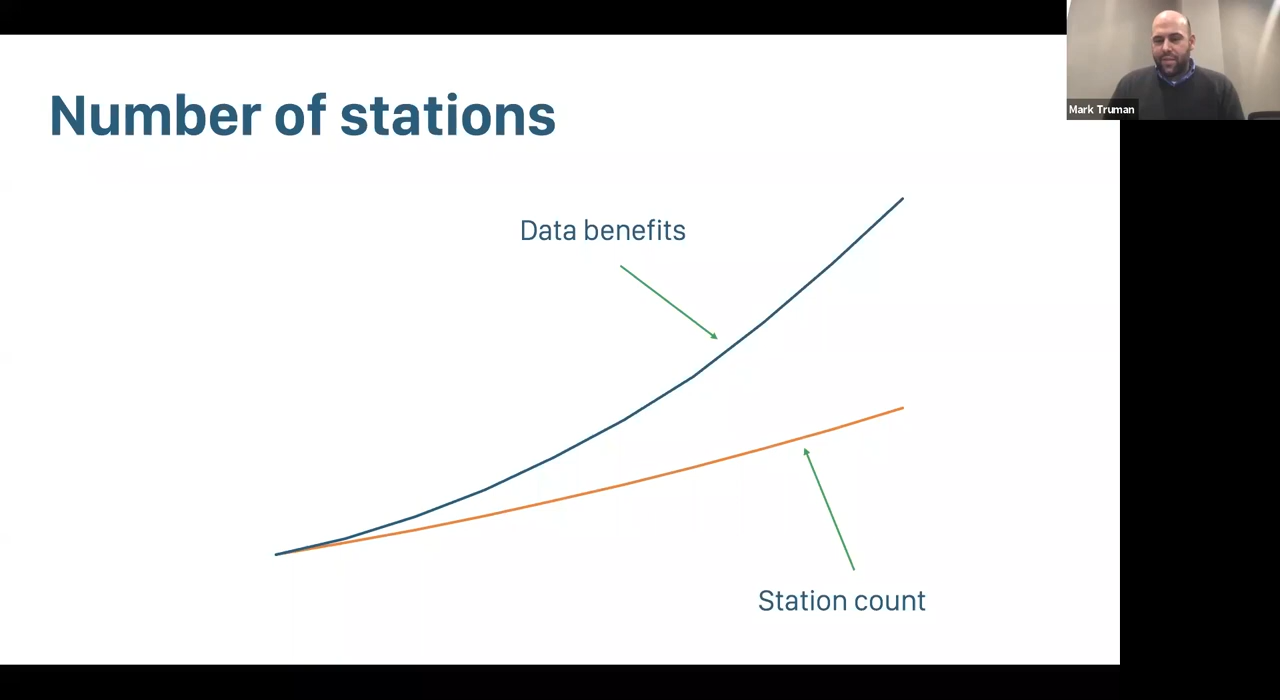 Number of stations
Mark Truman
Data benefits
Station count